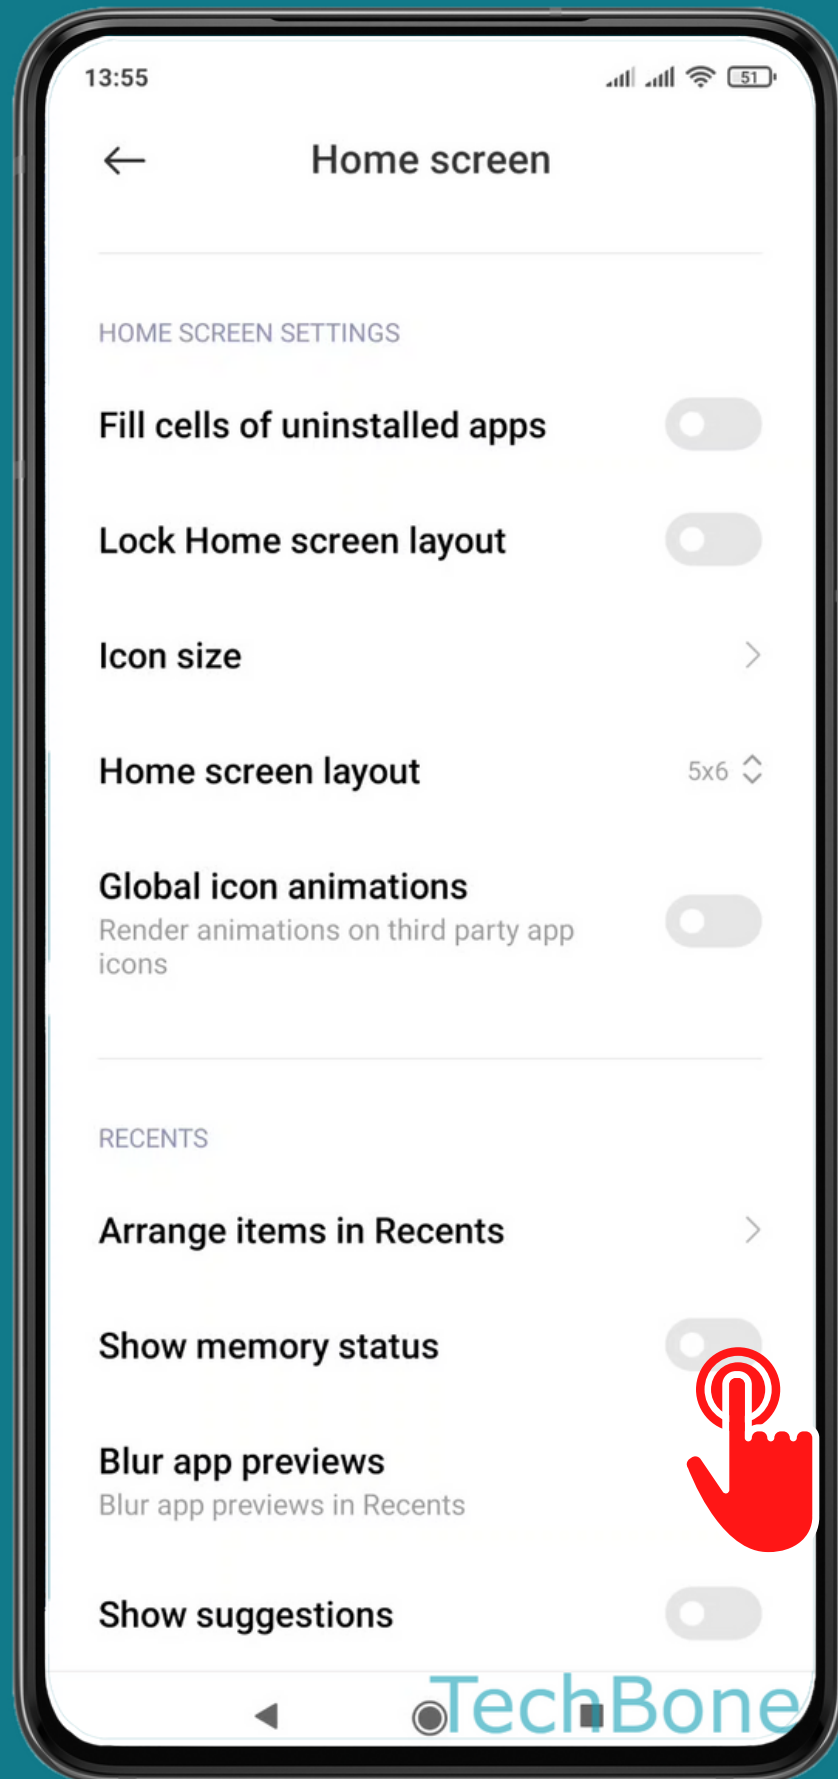 13:55
51
Home screen
HOME SCREEN SETTINGS
Fill cells of uninstalled apps
Lock Home screen layout
Icon size
Home screen layout
5x6
Global icon animations
Render animations on third party app
icons
RECENTS
Arrange items in Recents
Show memory status
Blur app previews
Blur app previews in Recents
Show suggestions
TechBone